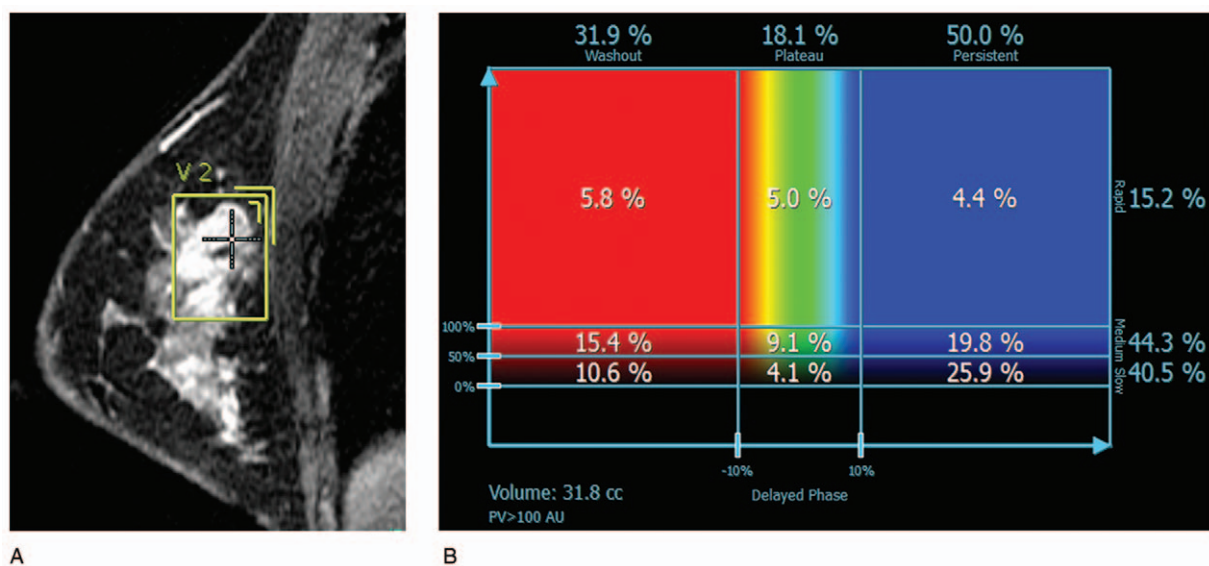 V 2
31.9 % 18.1 % 50.0 %
Washout Plateau Persistent
5.8 % 5.0 % 4.4 % Rapid 15.2 %
100%
15.4 % 9.1 % 19.8 % Medium 44.3 %
50%
10.6 % 4.1 % 25.9 % Slow 40.5 %
0%
-10% 10%
Volume: 31.8 cc Delayed Phase
PV>100 AU
A B